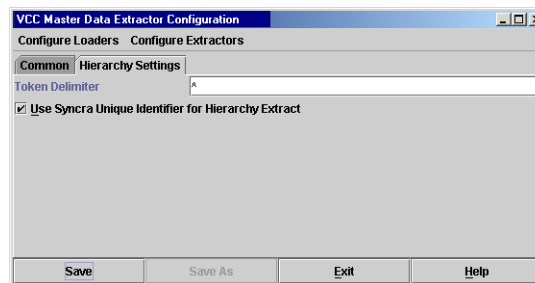 VCC Master Data Extractor Configuration
Configure Loaders Configure Extractors
Common Hierarchy Settings
Token Delimiter ^
Use Syncra Unique Identifier for Hierarchy Extract
Save Save As Exit Help